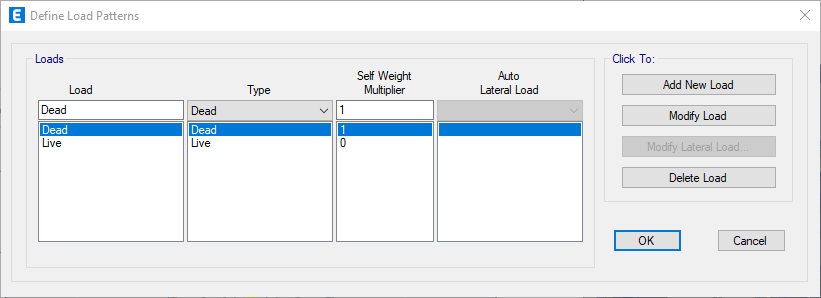 E Define Load Patterns
Loads
Click To:
Load
Type
Self Weight
Multiplier
Auto
Lateral Load
Dead Dead 1
Dead Dead 1
Live Live 0
Add New Load
Modify Load
Modify Lateral Load...
Delete Load
OK Cancel